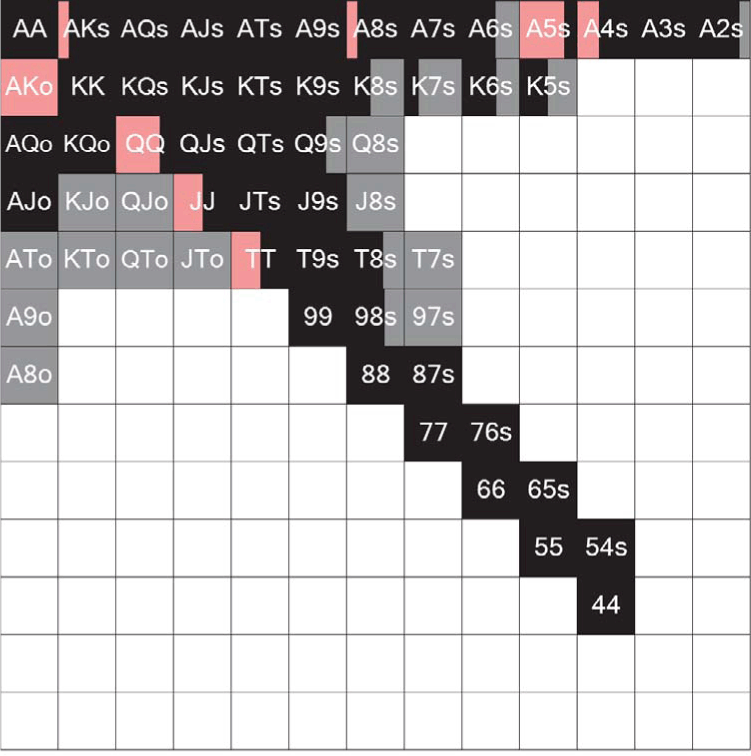 AA AKs AQs AJs ATs A9s A8s A7s A6s A5s A4s A3s A2s
AKo KK KQs KJs KTs K9s K8s K7s K6s K5s
AQo KQo QQ QJs QTs Q9s Q8s
AJo KJo QJo JJ JTs J9s J8s
ATo KTo QTo JTo TT T9s T8s T7s
A9o 99 98s 97s
A8o 88 87s
77 76s
66 65s
55 54s
44